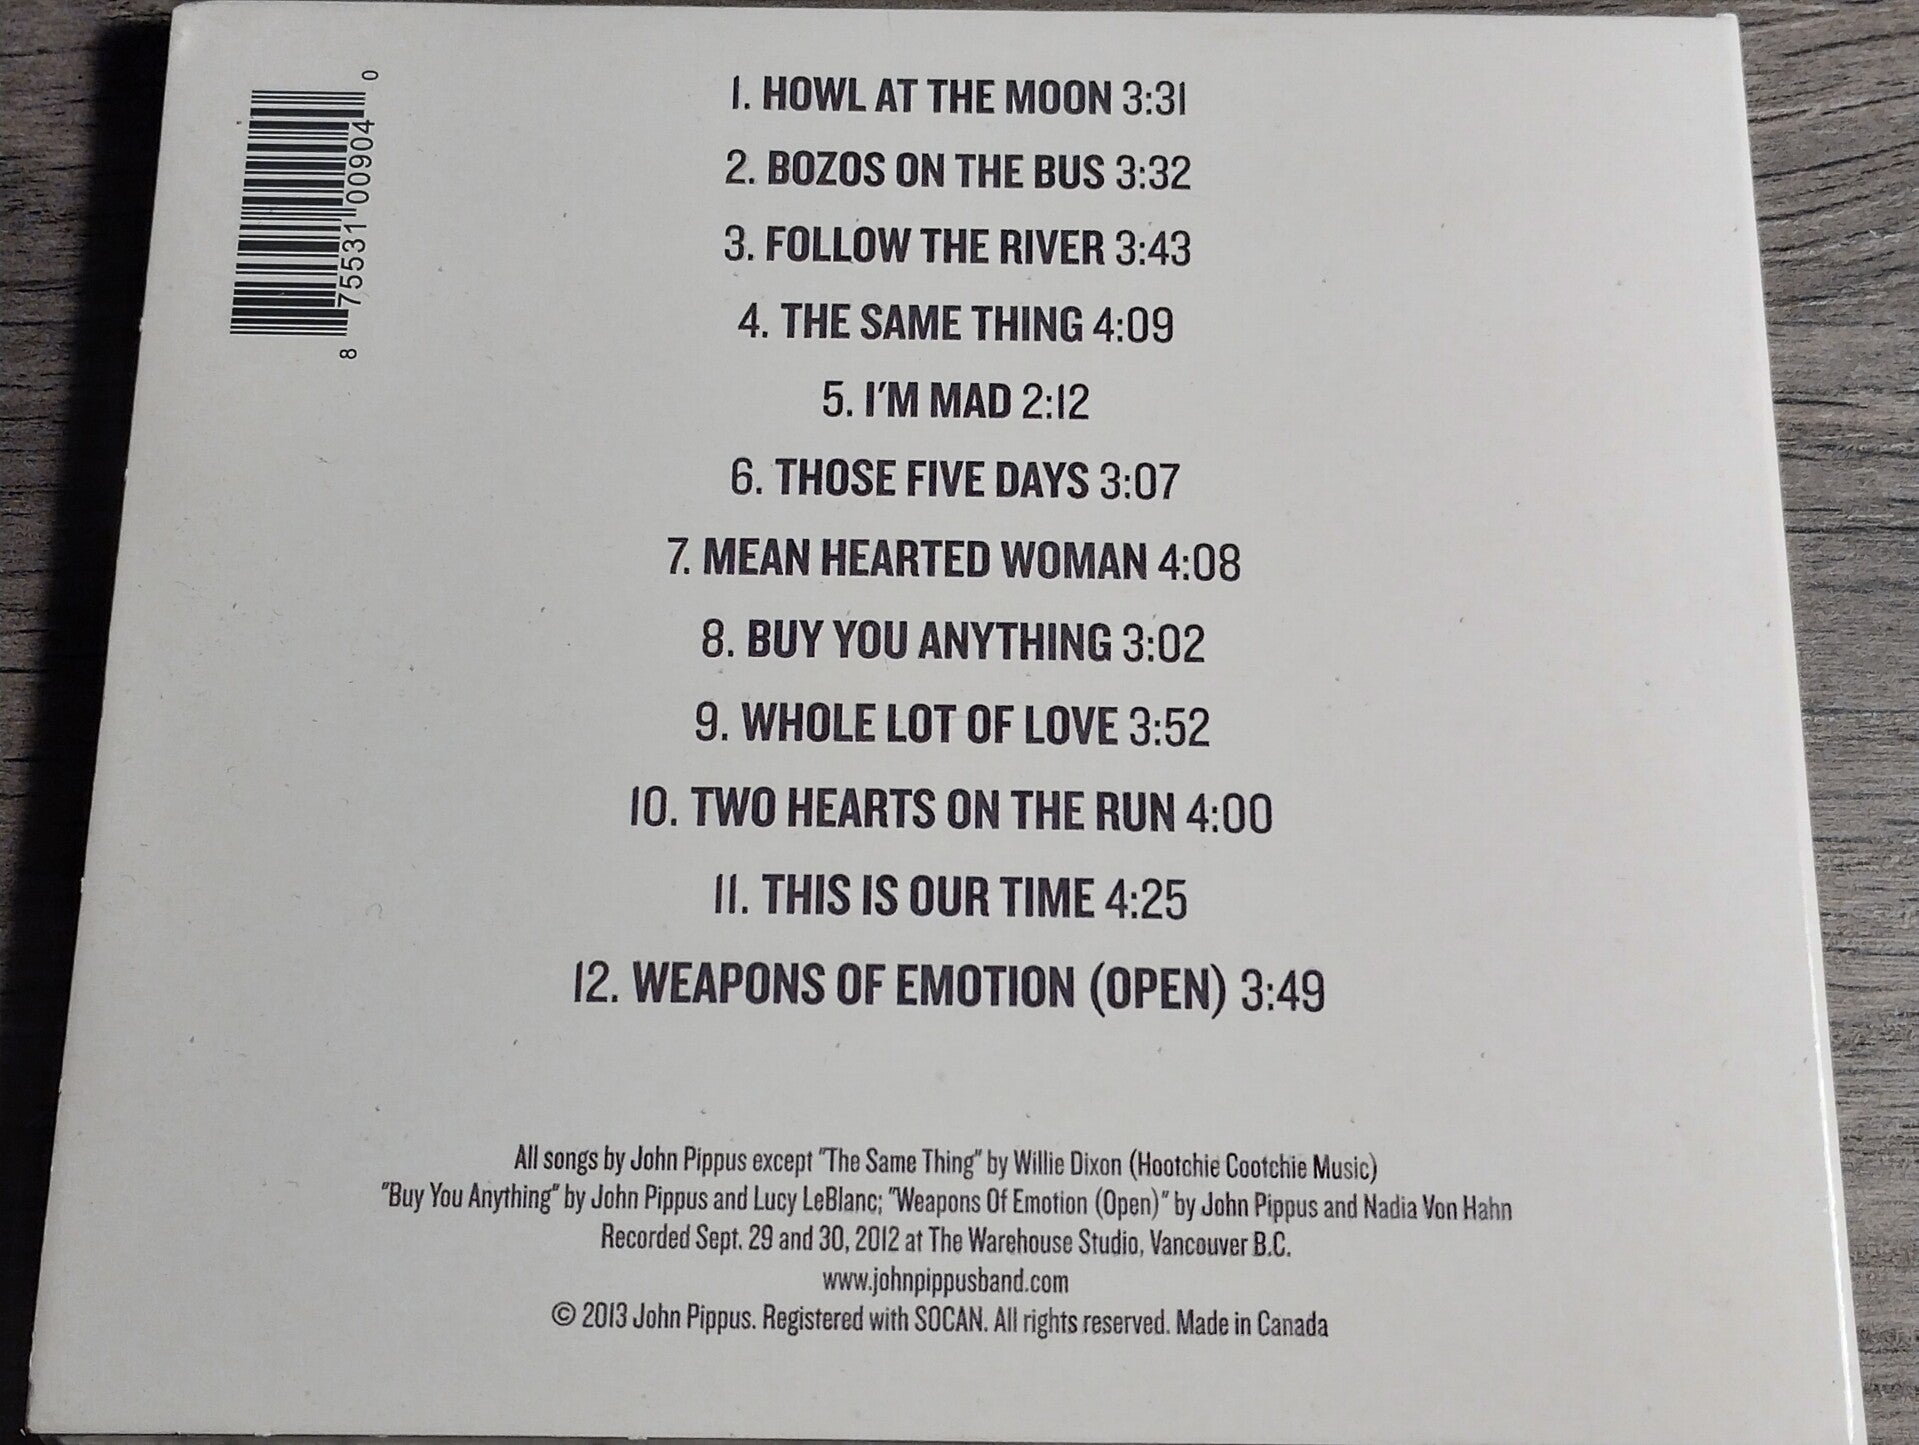 8 75531 00904 0
1. HOWL AT THE MOON 3:31
2. BOZOS ON THE BUS 3:32
3. FOLLOW THE RIVER 3:43
4. THE SAME THING 4:09
5. I'M MAD 2:12
6. THOSE FIVE DAYS 3:07
7. MEAN HEARTED WOMAN 4:08
8. BUY YOU ANYTHING 3:02
9. WHOLE LOT OF LOVE 3:52
10. TWO HEARTS ON THE RUN 4:00
11. THIS IS OUR TIME 4:25
12. WEAPONS OF EMOTION (OPEN) 3:49
All songs by John Pippus except "The Same Thing" by Willie Dixon (Hootchie Cootchie Music)
"Buy You Anything" by John Pippus and Lucy LeBlanc; "Weapons Of Emotion (Open)" by John Pippus and Nadia Von Hahn
Recorded Sept. 29 and 30, 2012 at The Warehouse Studio, Vancouver B.C.
www.johnpippusband.com
© 2013 John Pippus. Registered with SOCAN. All rights reserved. Made in Canada